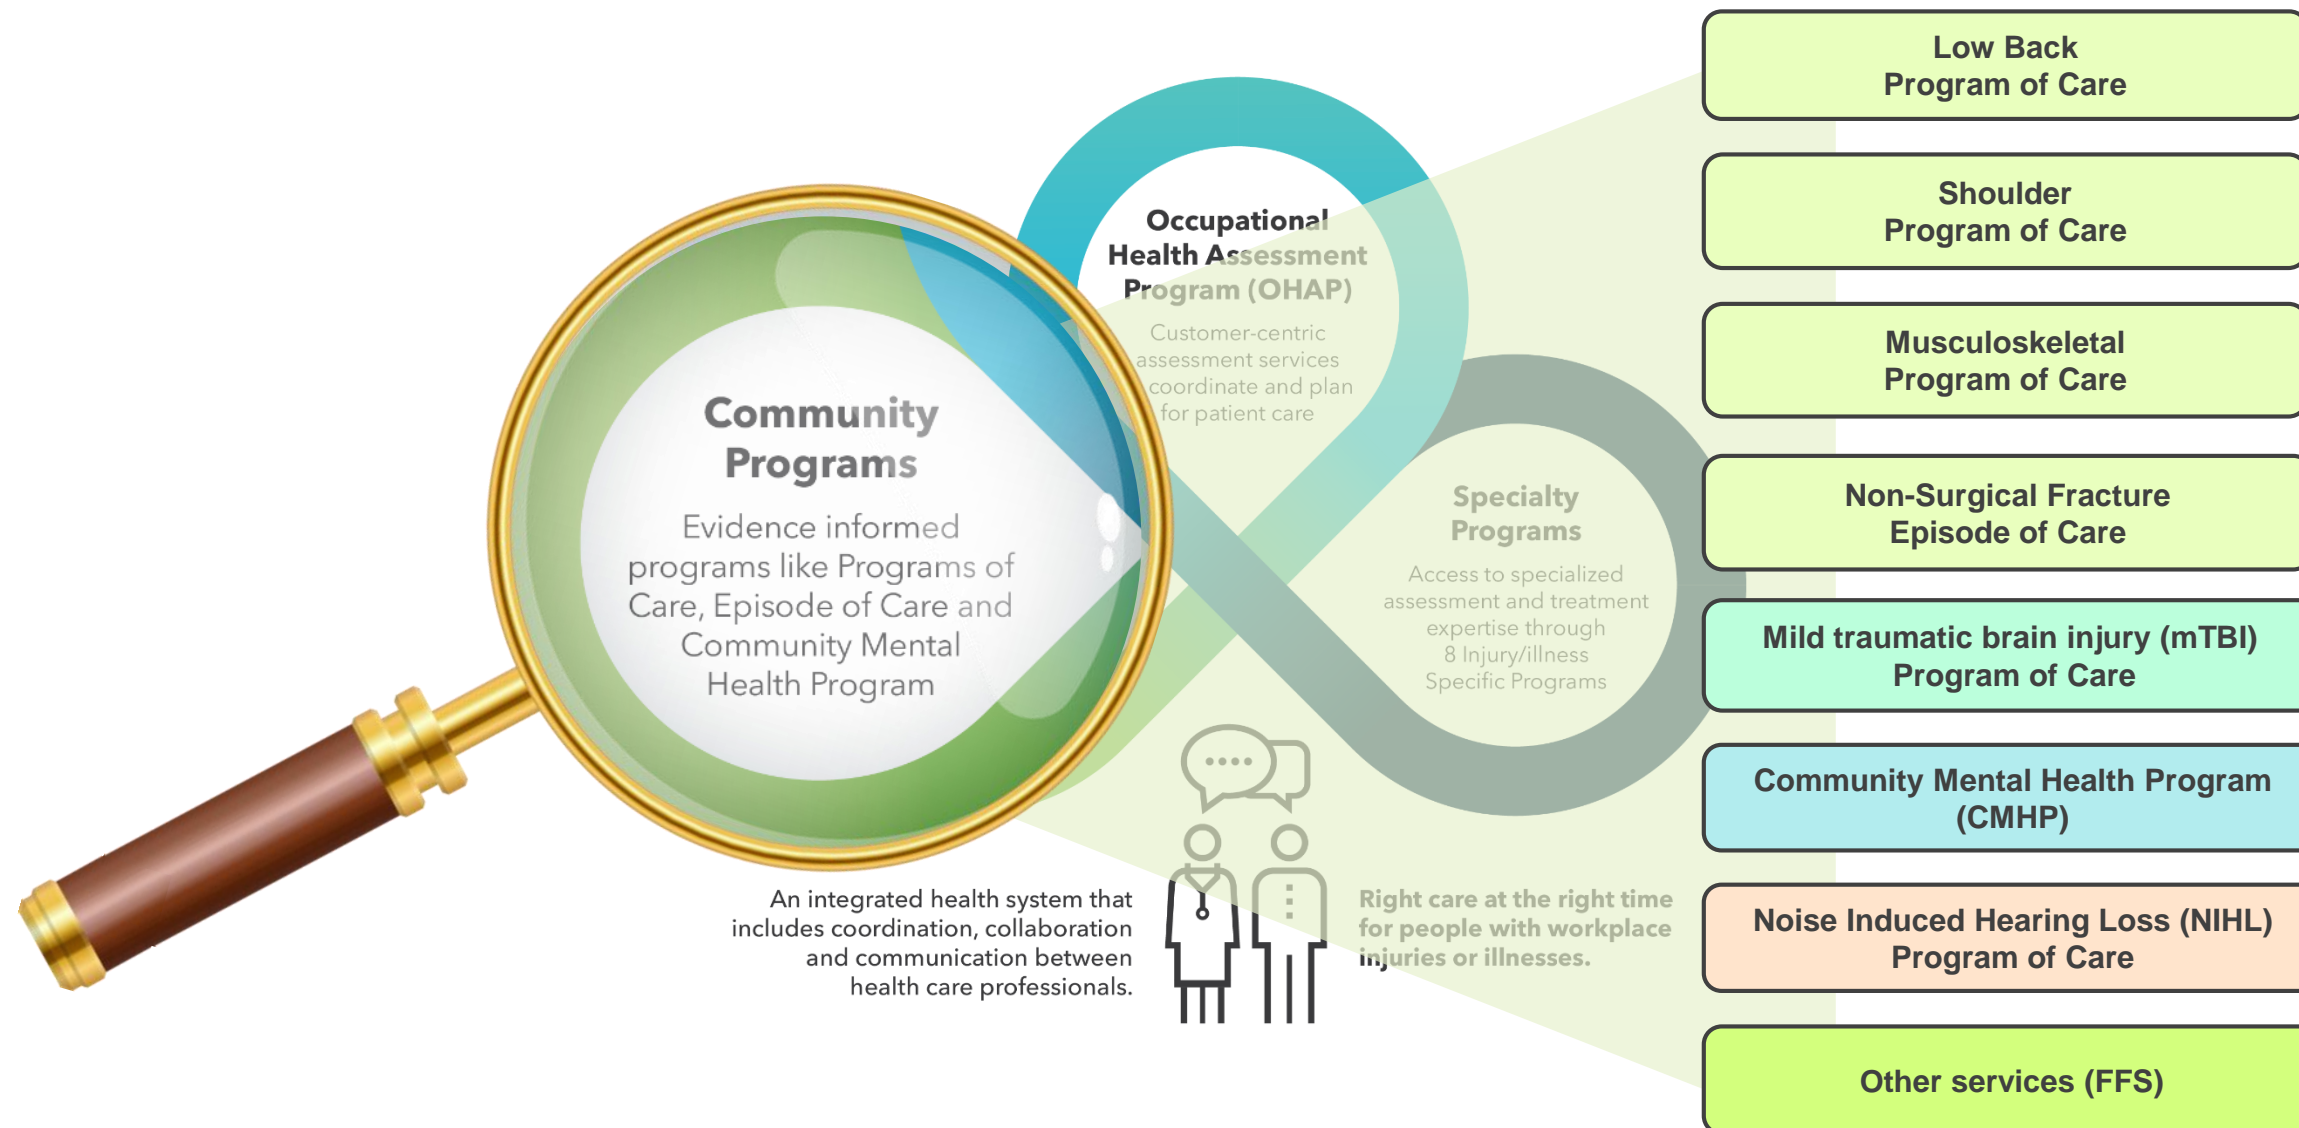 Community
Programs
Evidence informed
programs like Programs of
Care, Episode of Care and
Community Mental
Health Program
Occupational
Health Assessment
Program (OHAP)
Customer-centric
assessment services
coordinate and plan
for patient care
Specialty
Programs
Access to specialized
assessment and treatment
expertise through
8 Injury/illness
Specific Programs
An integrated health system that
includes coordination, collaboration
and communication between
health care professionals.
Right care at the right time
for people with workplace
injuries or illnesses.
Low Back
Program of Care
Shoulder
Program of Care
Musculoskeletal
Program of Care
Non-Surgical Fracture
Episode of Care
Mild traumatic brain injury (mTBI)
Program of Care
Community Mental Health Program
(CMHP)
Noise Induced Hearing Loss (NIHL)
Program of Care
Other services (FFS)